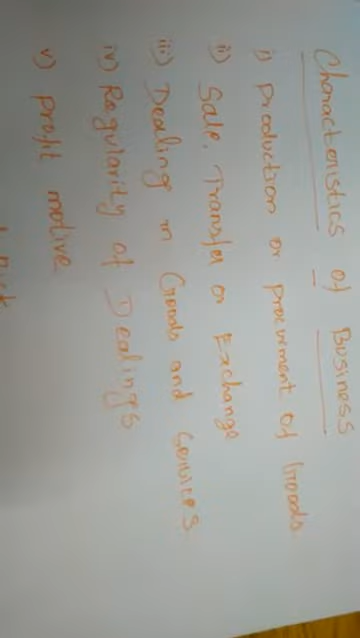 Characteristics of Business
i) Production or procurement of Goods
ii) Sale, Transfer or Exchange
iii) Dealing in Goods and Services
iv) Regularity of Dealings
v) Profit motive